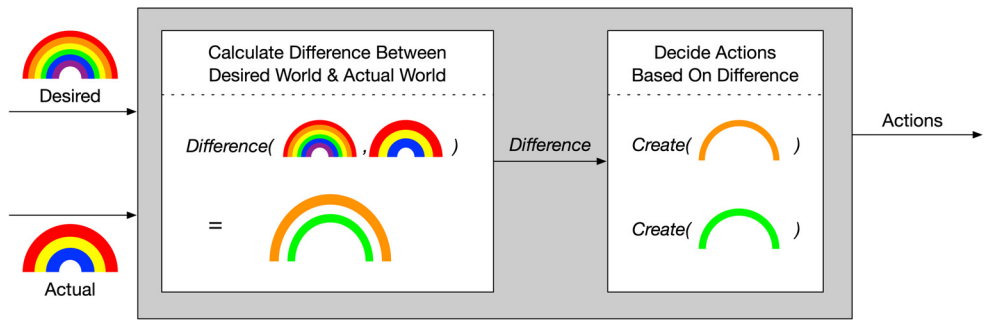 Desired
Actual
Calculate Difference Between
Desired World & Actual World
Difference( , )
=
Difference
Decide Actions
Based On Difference
Create( )
Create( )
Actions